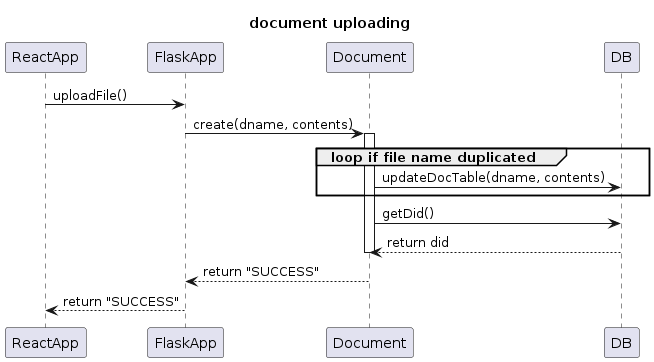 document uploading
ReactApp
FlaskApp
Document
DB
uploadFile()
create(dname, contents)
loop if file name duplicated
updateDocTable(dname, contents)
getDid()
return did
return "SUCCESS"
return "SUCCESS"
ReactApp
FlaskApp
Document
DB